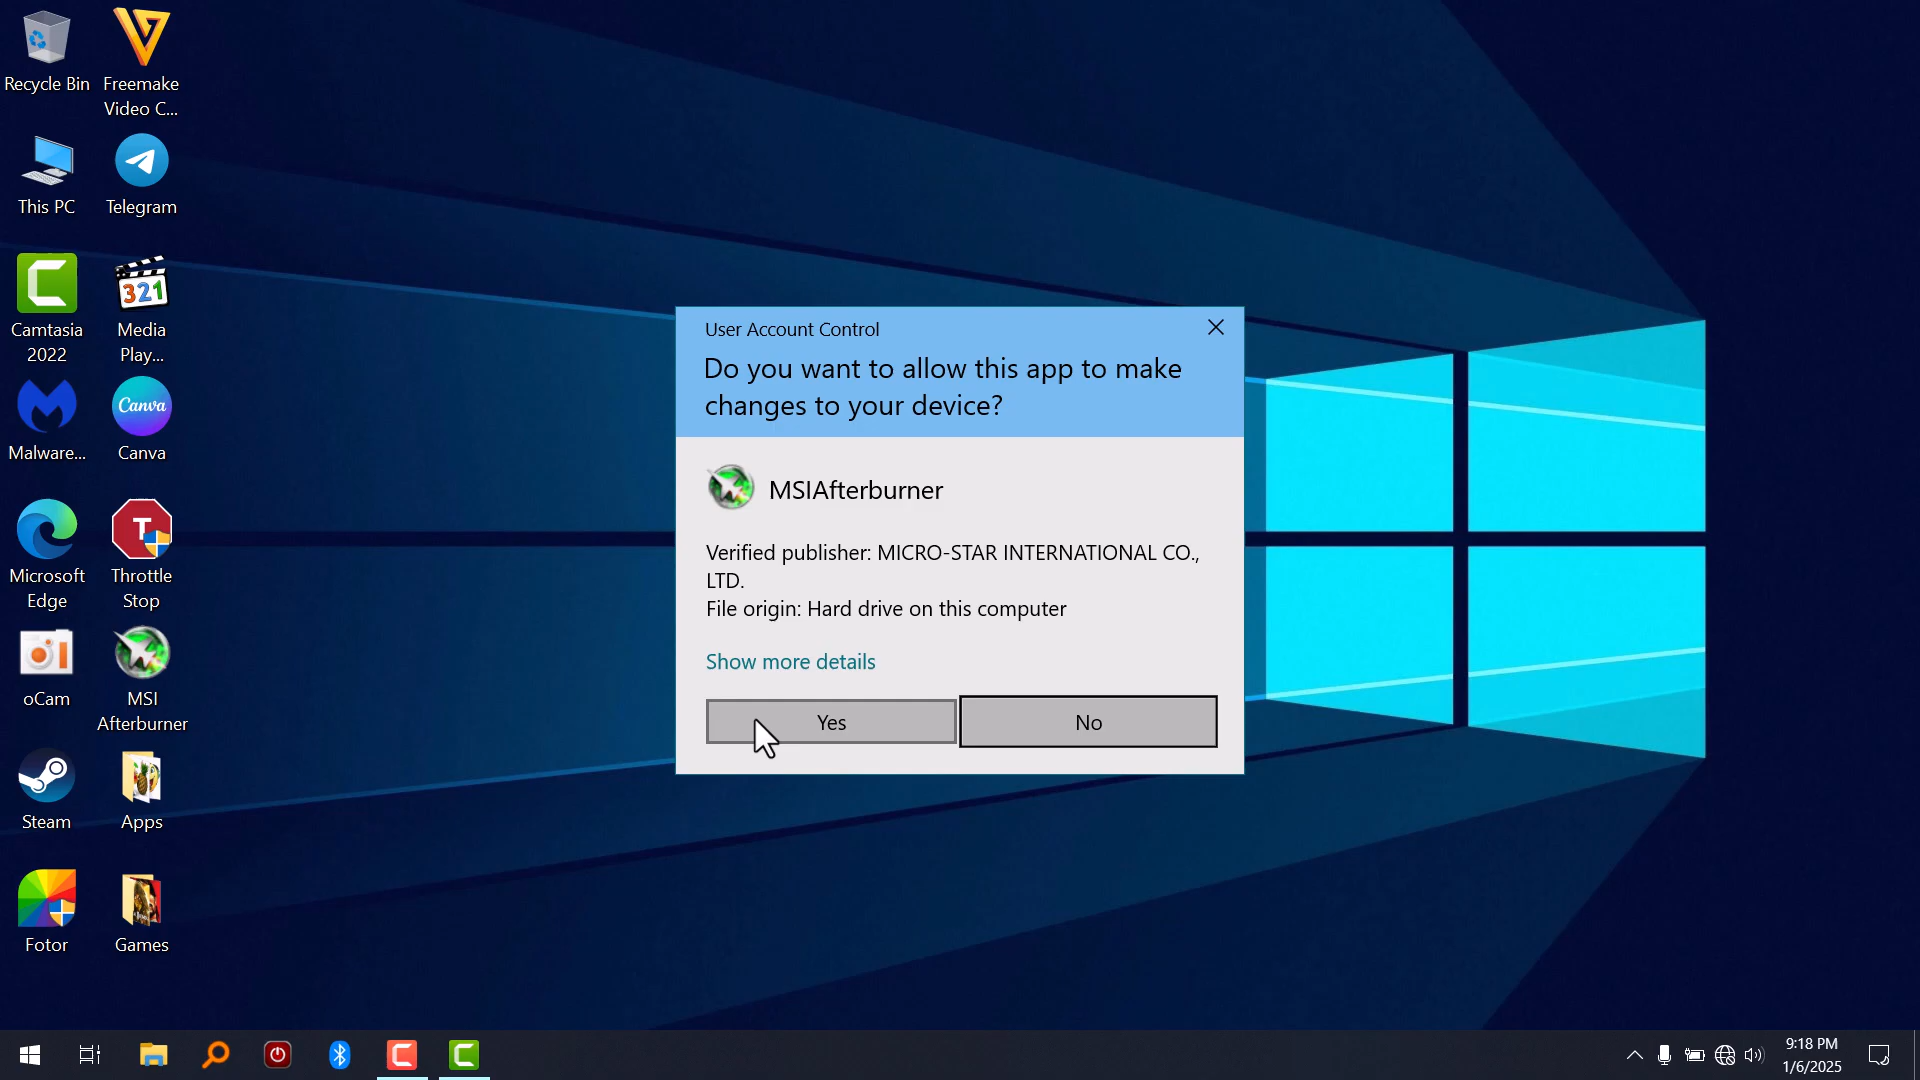 Recycle Bin
Freemake
Video C...
This PC
Telegram
321
Camtasia
2022
Media
Play...
Canva
Malware...
Canva
T
Microsoft
Edge
Throttle
Stop
oCam
MSI
Afterburner
Steam
Apps
Fotor
Games
User Account Control
Do you want to allow this app to make
changes to your device?
MSIAfterburner
Verified publisher: MICRO-STAR INTERNATIONAL CO.,
LTD.
File origin: Hard drive on this computer
Show more details
Yes
No
9:18 PM
1/6/2025